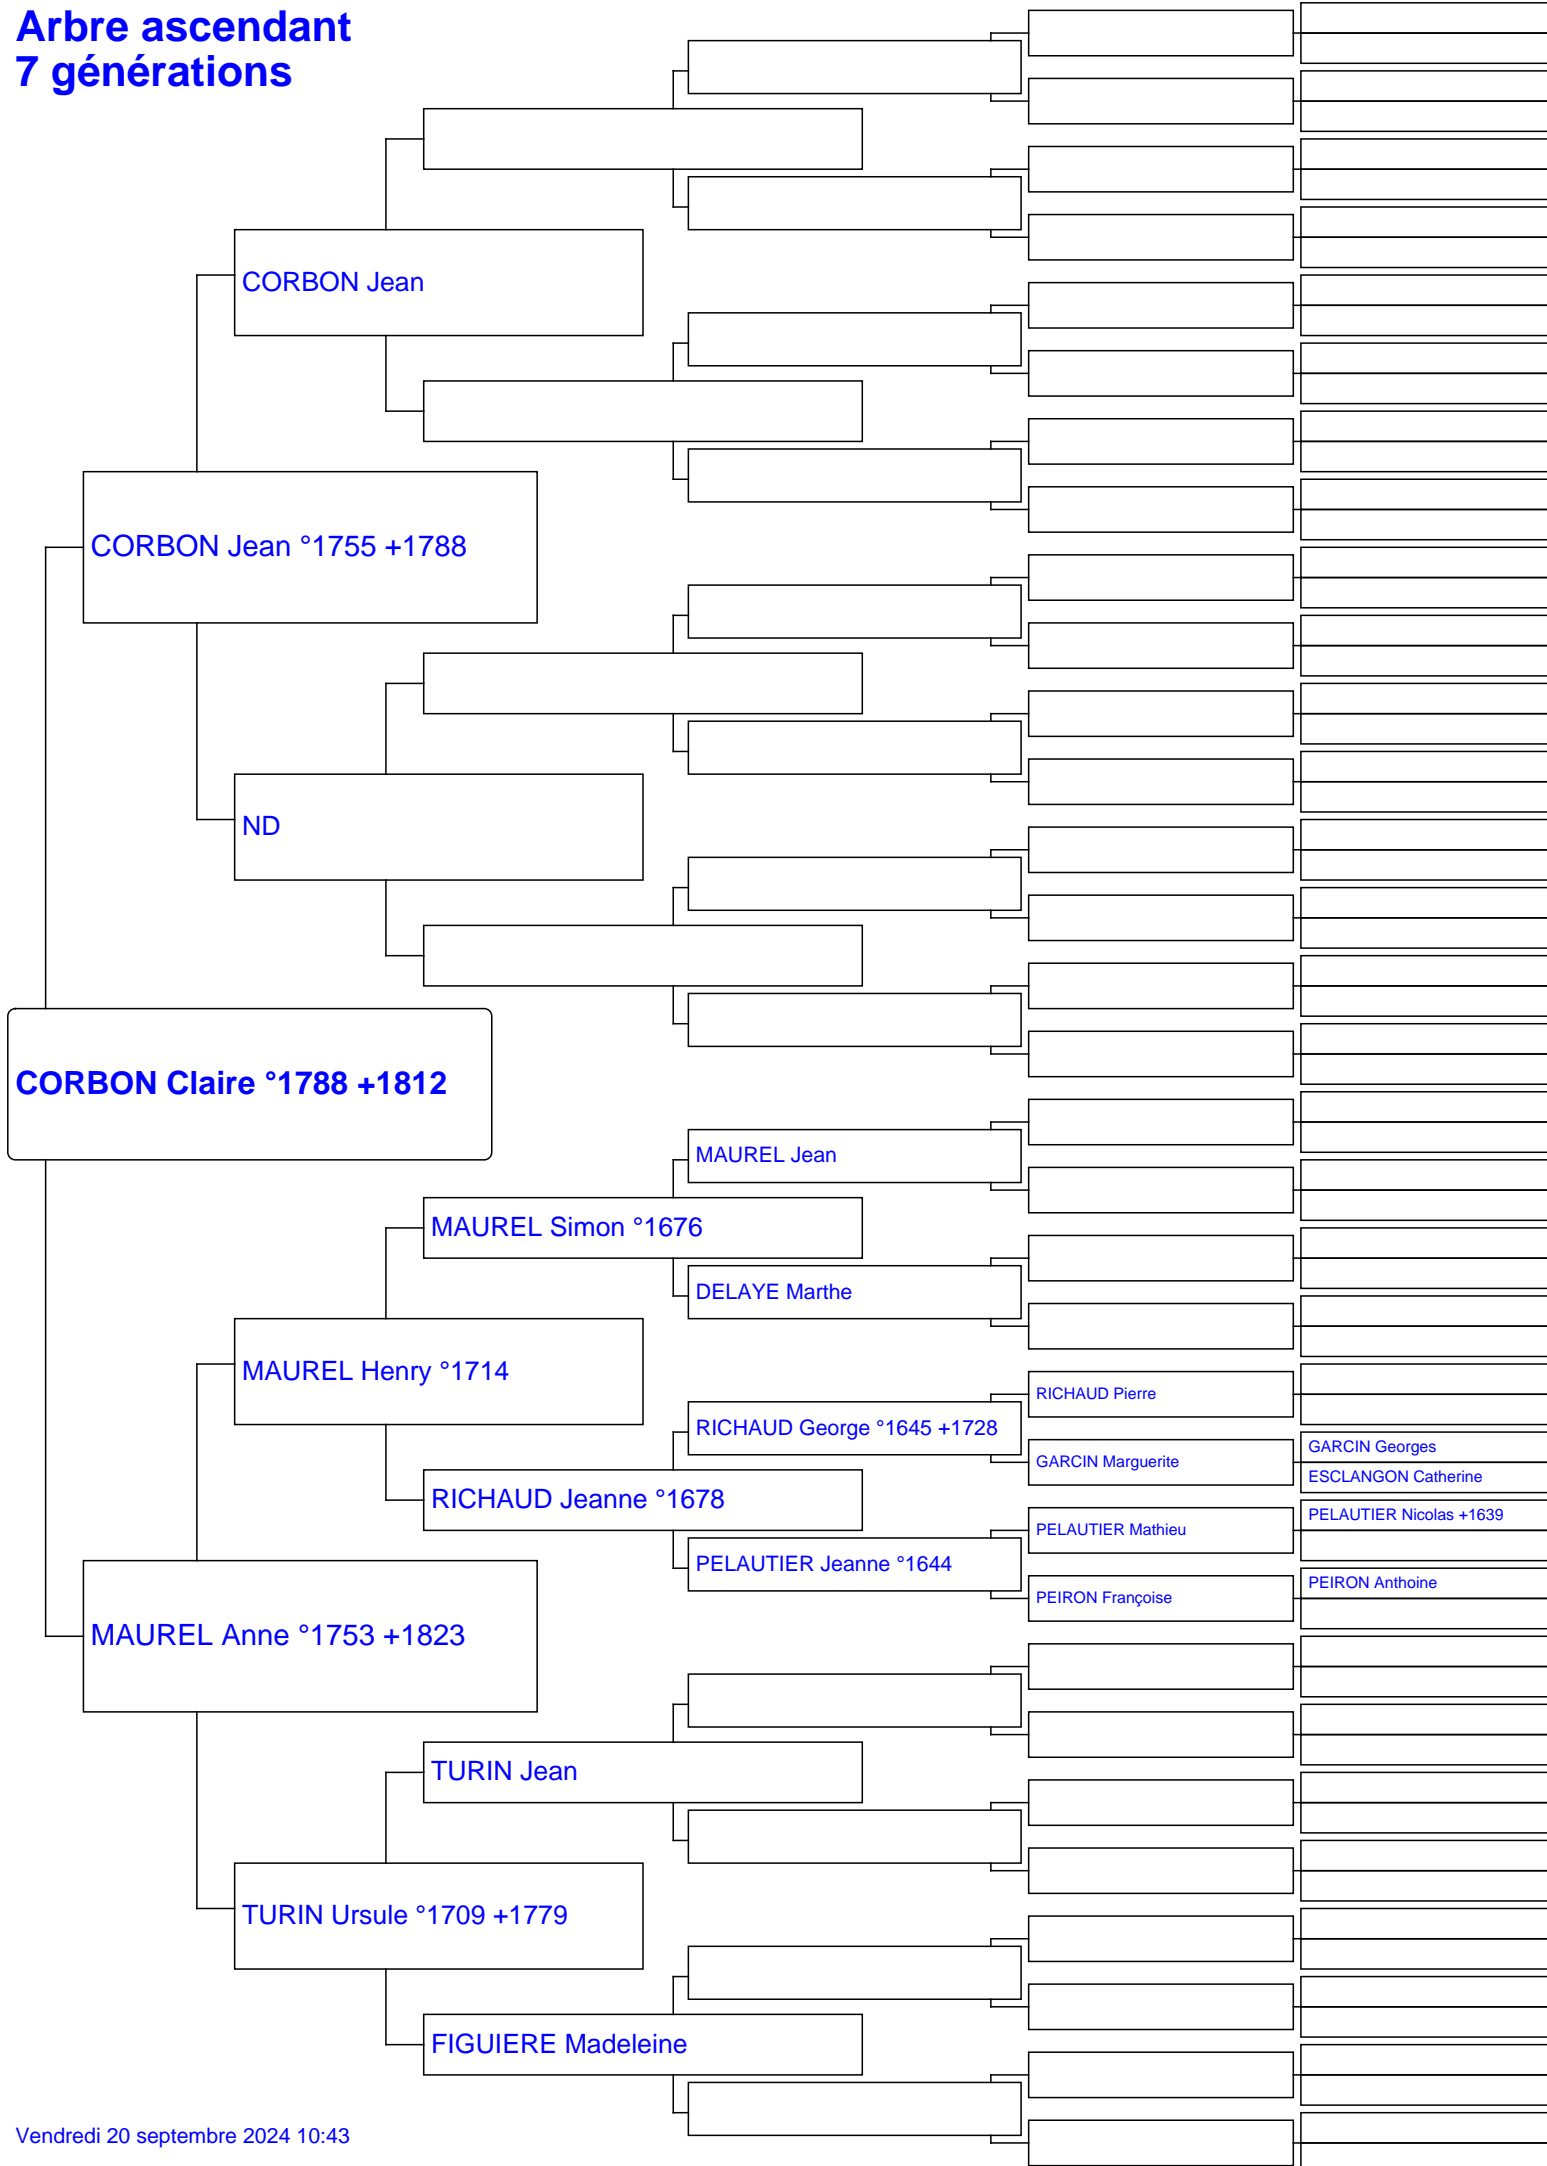 Arbre ascendant
7 générations
CORBON Jean
CORBON Jean °1755 +1788
ND
CORBON Claire °1788 +1812
MAUREL Jean
MAUREL Simon °1676
DELAYE Marthe
MAUREL Henry °1714
RICHAUD Pierre
RICHAUD George °1645 +1728
GARCIN Marguerite
GARCIN Georges
ESCLANGON Catherine
RICHAUD Jeanne °1678
PELAUTIER Mathieu
PELAUTIER Nicolas +1639
PELAUTIER Jeanne °1644
PEIRON Françoise
PEIRON Anthoine
MAUREL Anne °1753 +1823
TURIN Jean
TURIN Ursule °1709 +1779
FIGUIERE Madeleine
Vendredi 20 septembre 2024 10:43